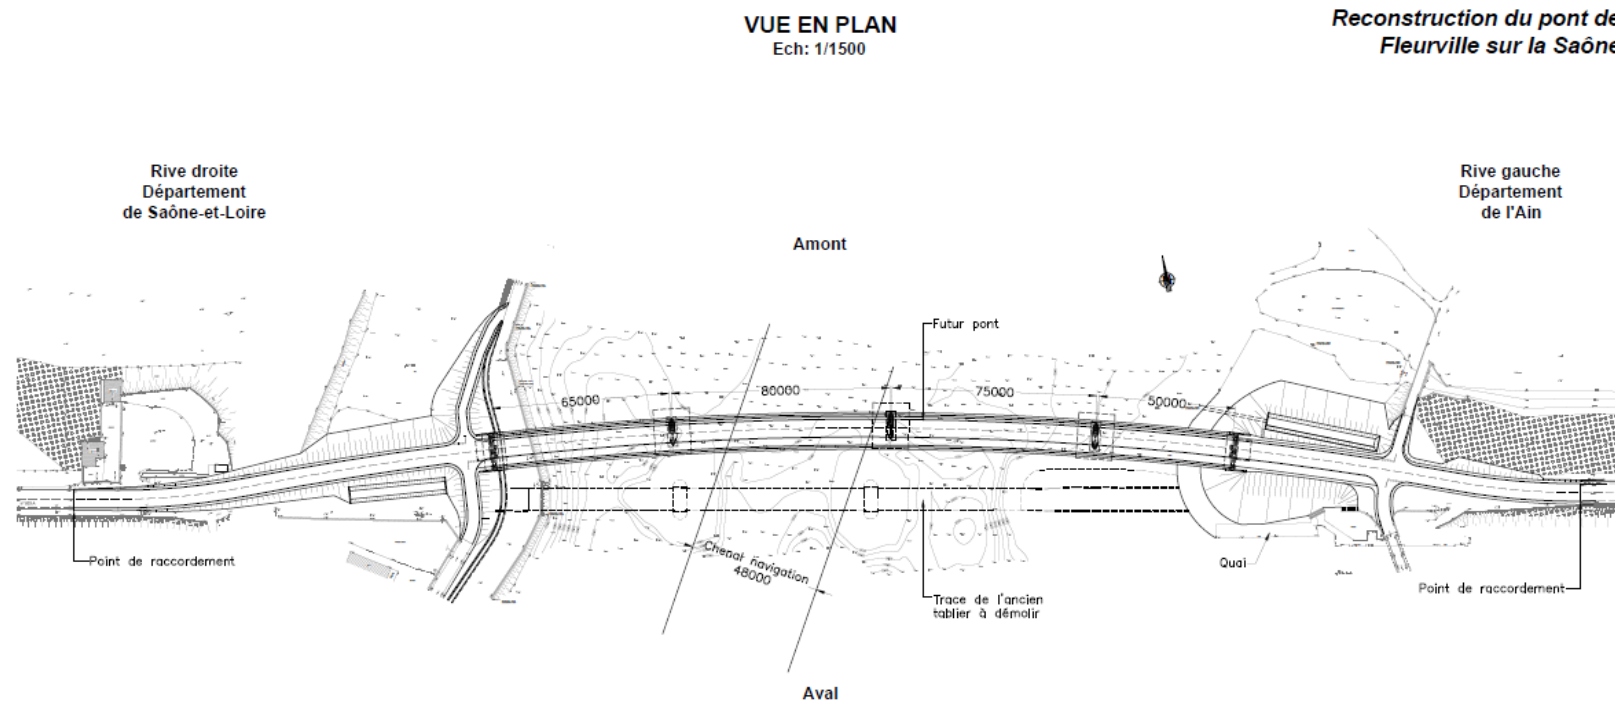 VUE EN PLAN
Ech: 1/1500
Reconstruction du pont de
Fleurville sur la Saône
Rive droite
Département
de Saône-et-Loire
Rive gauche
Département
de l'Ain
Amont
Futur pont
65000
80000
75000
50000
Point de raccordement
Chenal navigation
48000
Trace de l'ancien
tablier à démolir
Quai
Point de raccordement
Aval